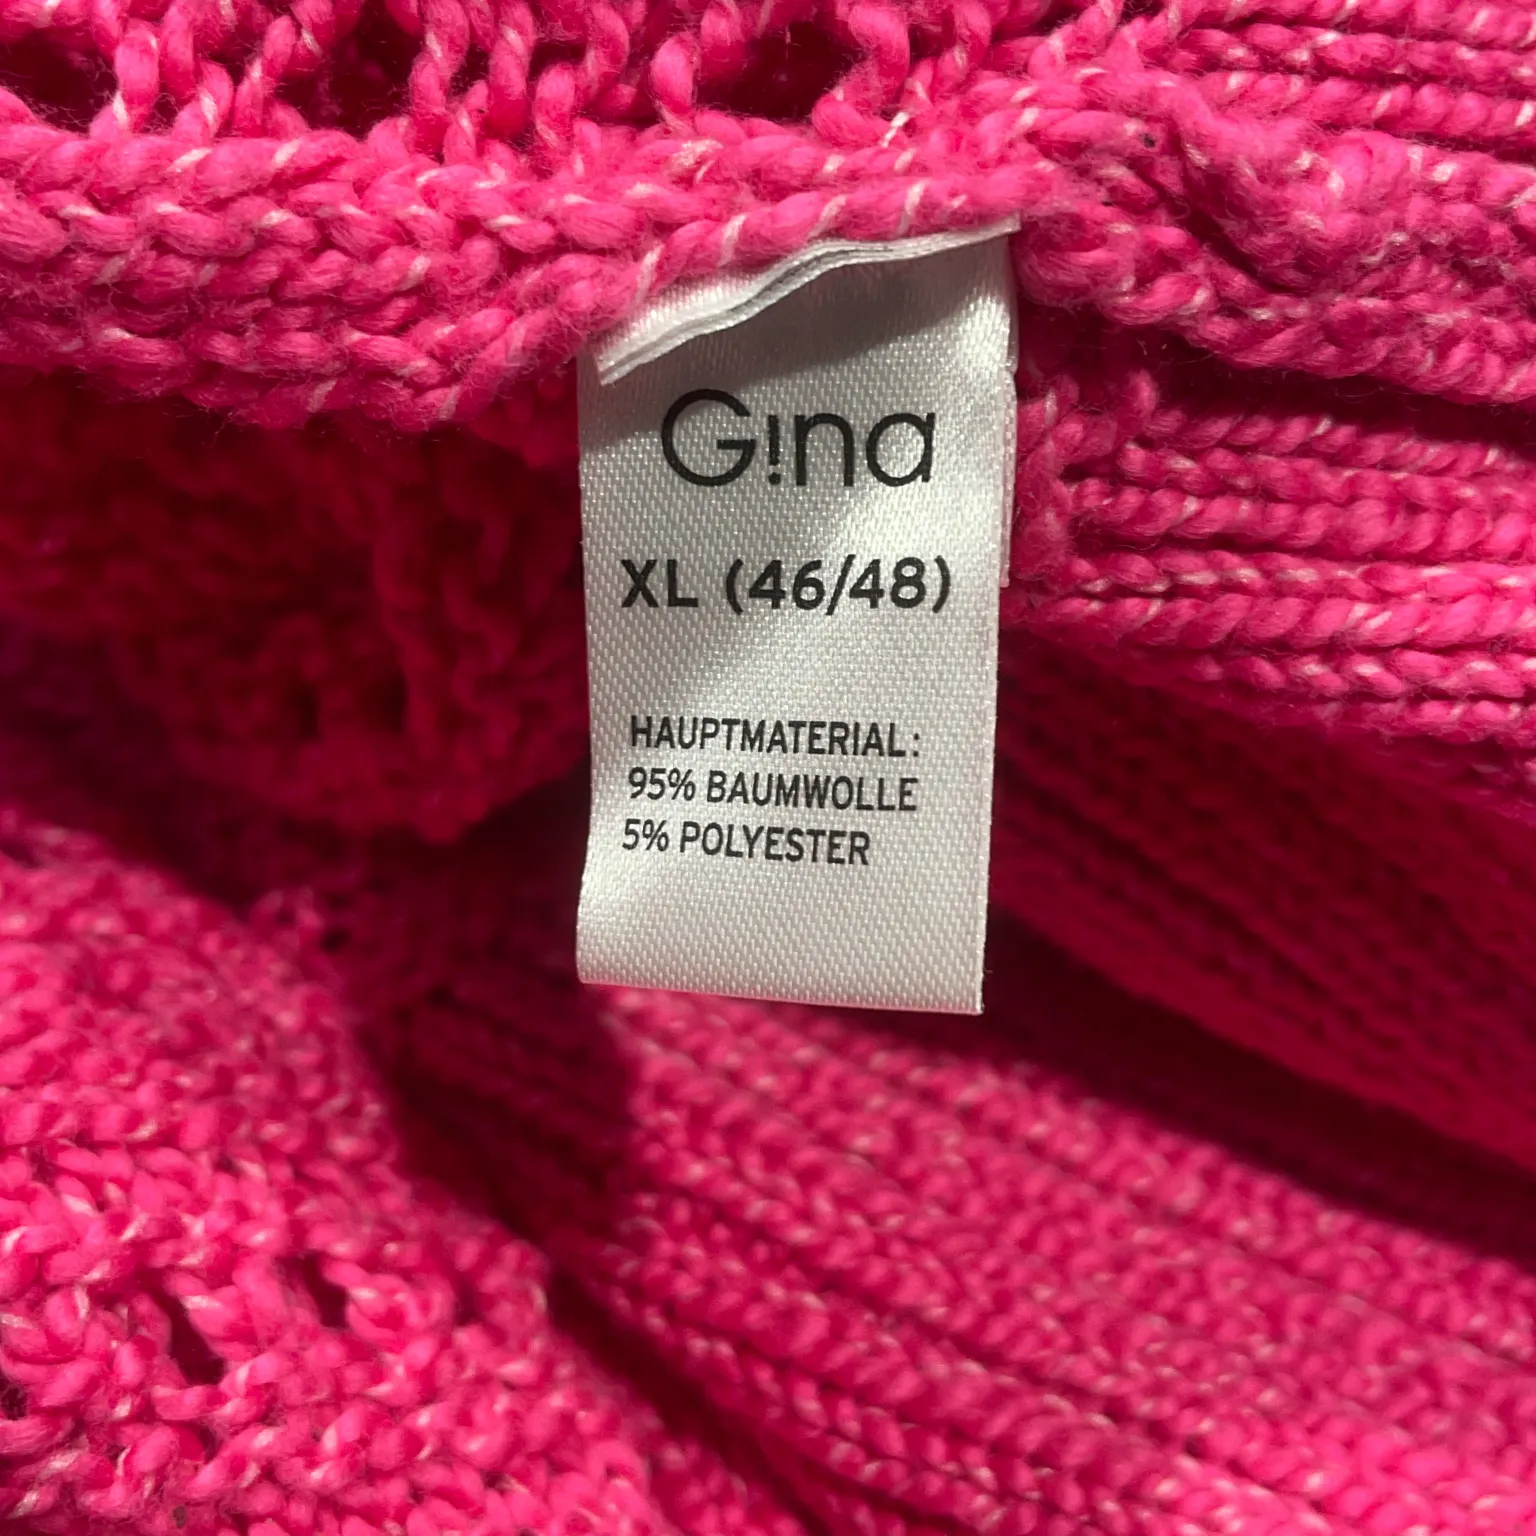 G!na
XL (46/48)
HAUPTMATERIAL:
95% BAUMWOLLE
5% POLYESTER